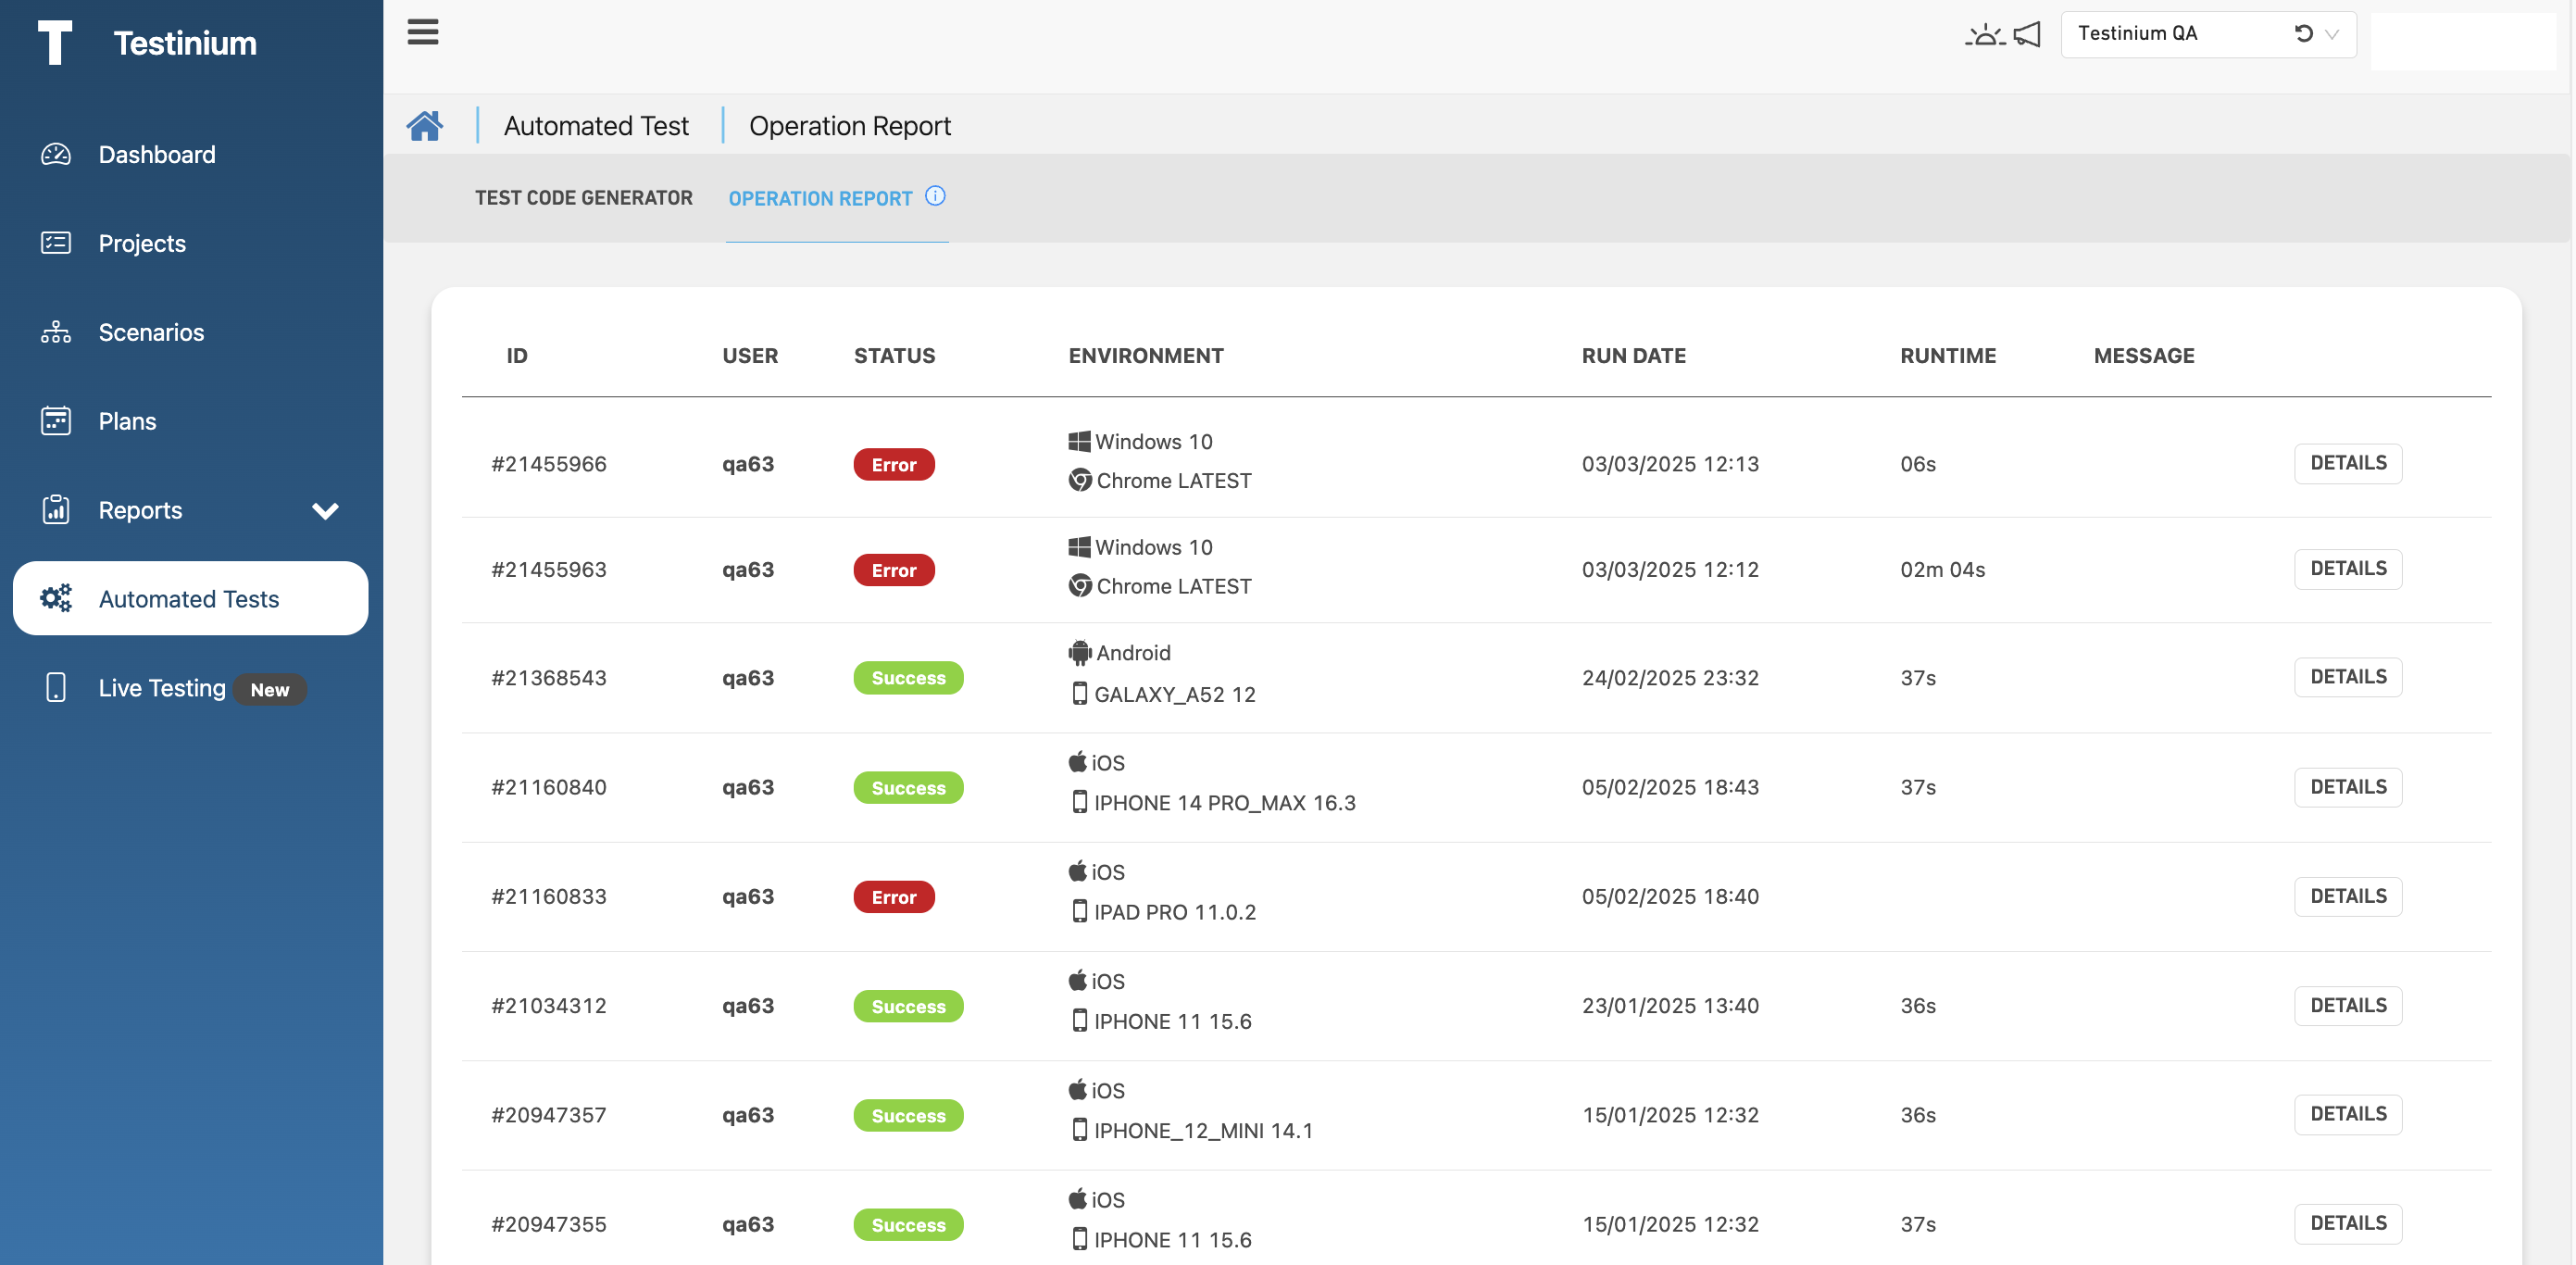 T Testinium
Dashboard
Projects
Scenarios
Plans
Reports
Automated Tests
Live Testing New
Testinium QA
Automated Test Operation Report
TEST CODE GENERATOR OPERATION REPORT
ID USER STATUS ENVIRONMENT RUN DATE RUNTIME MESSAGE
#21455966 qa63 Error Windows 10 03/03/2025 12:13 06s DETAILS
Chrome LATEST
#21455963 qa63 Error Windows 10 03/03/2025 12:12 02m 04s DETAILS
Chrome LATEST
#21368543 qa63 Success Android 24/02/2025 23:32 37s DETAILS
GALAXY_A52 12
#21160840 qa63 Success iOS 05/02/2025 18:43 37s DETAILS
IPHONE 14 PRO_MAX 16.3
#21160833 qa63 Error iOS 05/02/2025 18:40 DETAILS
IPAD PRO 11.0.2
#21034312 qa63 Success iOS 23/01/2025 13:40 36s DETAILS
IPHONE 11 15.6
#20947357 qa63 Success iOS 15/01/2025 12:32 36s DETAILS
IPHONE_12_MINI 14.1
#20947355 qa63 Success iOS 15/01/2025 12:32 37s DETAILS
IPHONE 11 15.6